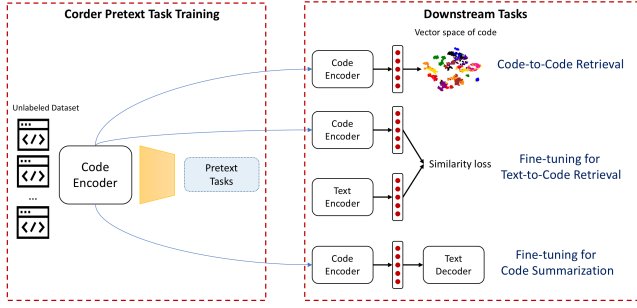 Corder Pretext Task Training
Unlabeled Dataset
</>
</>
...
</>
Code
Encoder
Pretext
Tasks
Downstream Tasks
Vector space of code
Code
Encoder
Code-to-Code Retrieval
Code
Encoder
Text
Encoder
Similarity loss
Fine-tuning for
Text-to-Code Retrieval
Code
Encoder
Text
Decoder
Fine-tuning for
Code Summarization